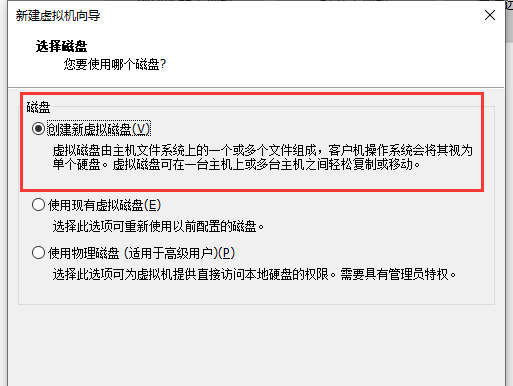 新建虚拟机向导
选择磁盘
您要使用哪个磁盘?
磁盘
创建新虚拟磁盘(V)
虚拟磁盘由主机文件系统上的一个或多个文件组成，客户机操作系统会将其视为
单个硬盘。虚拟磁盘可在一台主机上或多台主机之间轻松复制或移动。
使用现有虚拟磁盘(E)
选择此选项可重新使用以前配置的磁盘。
使用物理磁盘 (适用于高级用户)(P)
选择此选项可为虚拟机提供直接访问本地硬盘的权限。需要具有管理员特权。